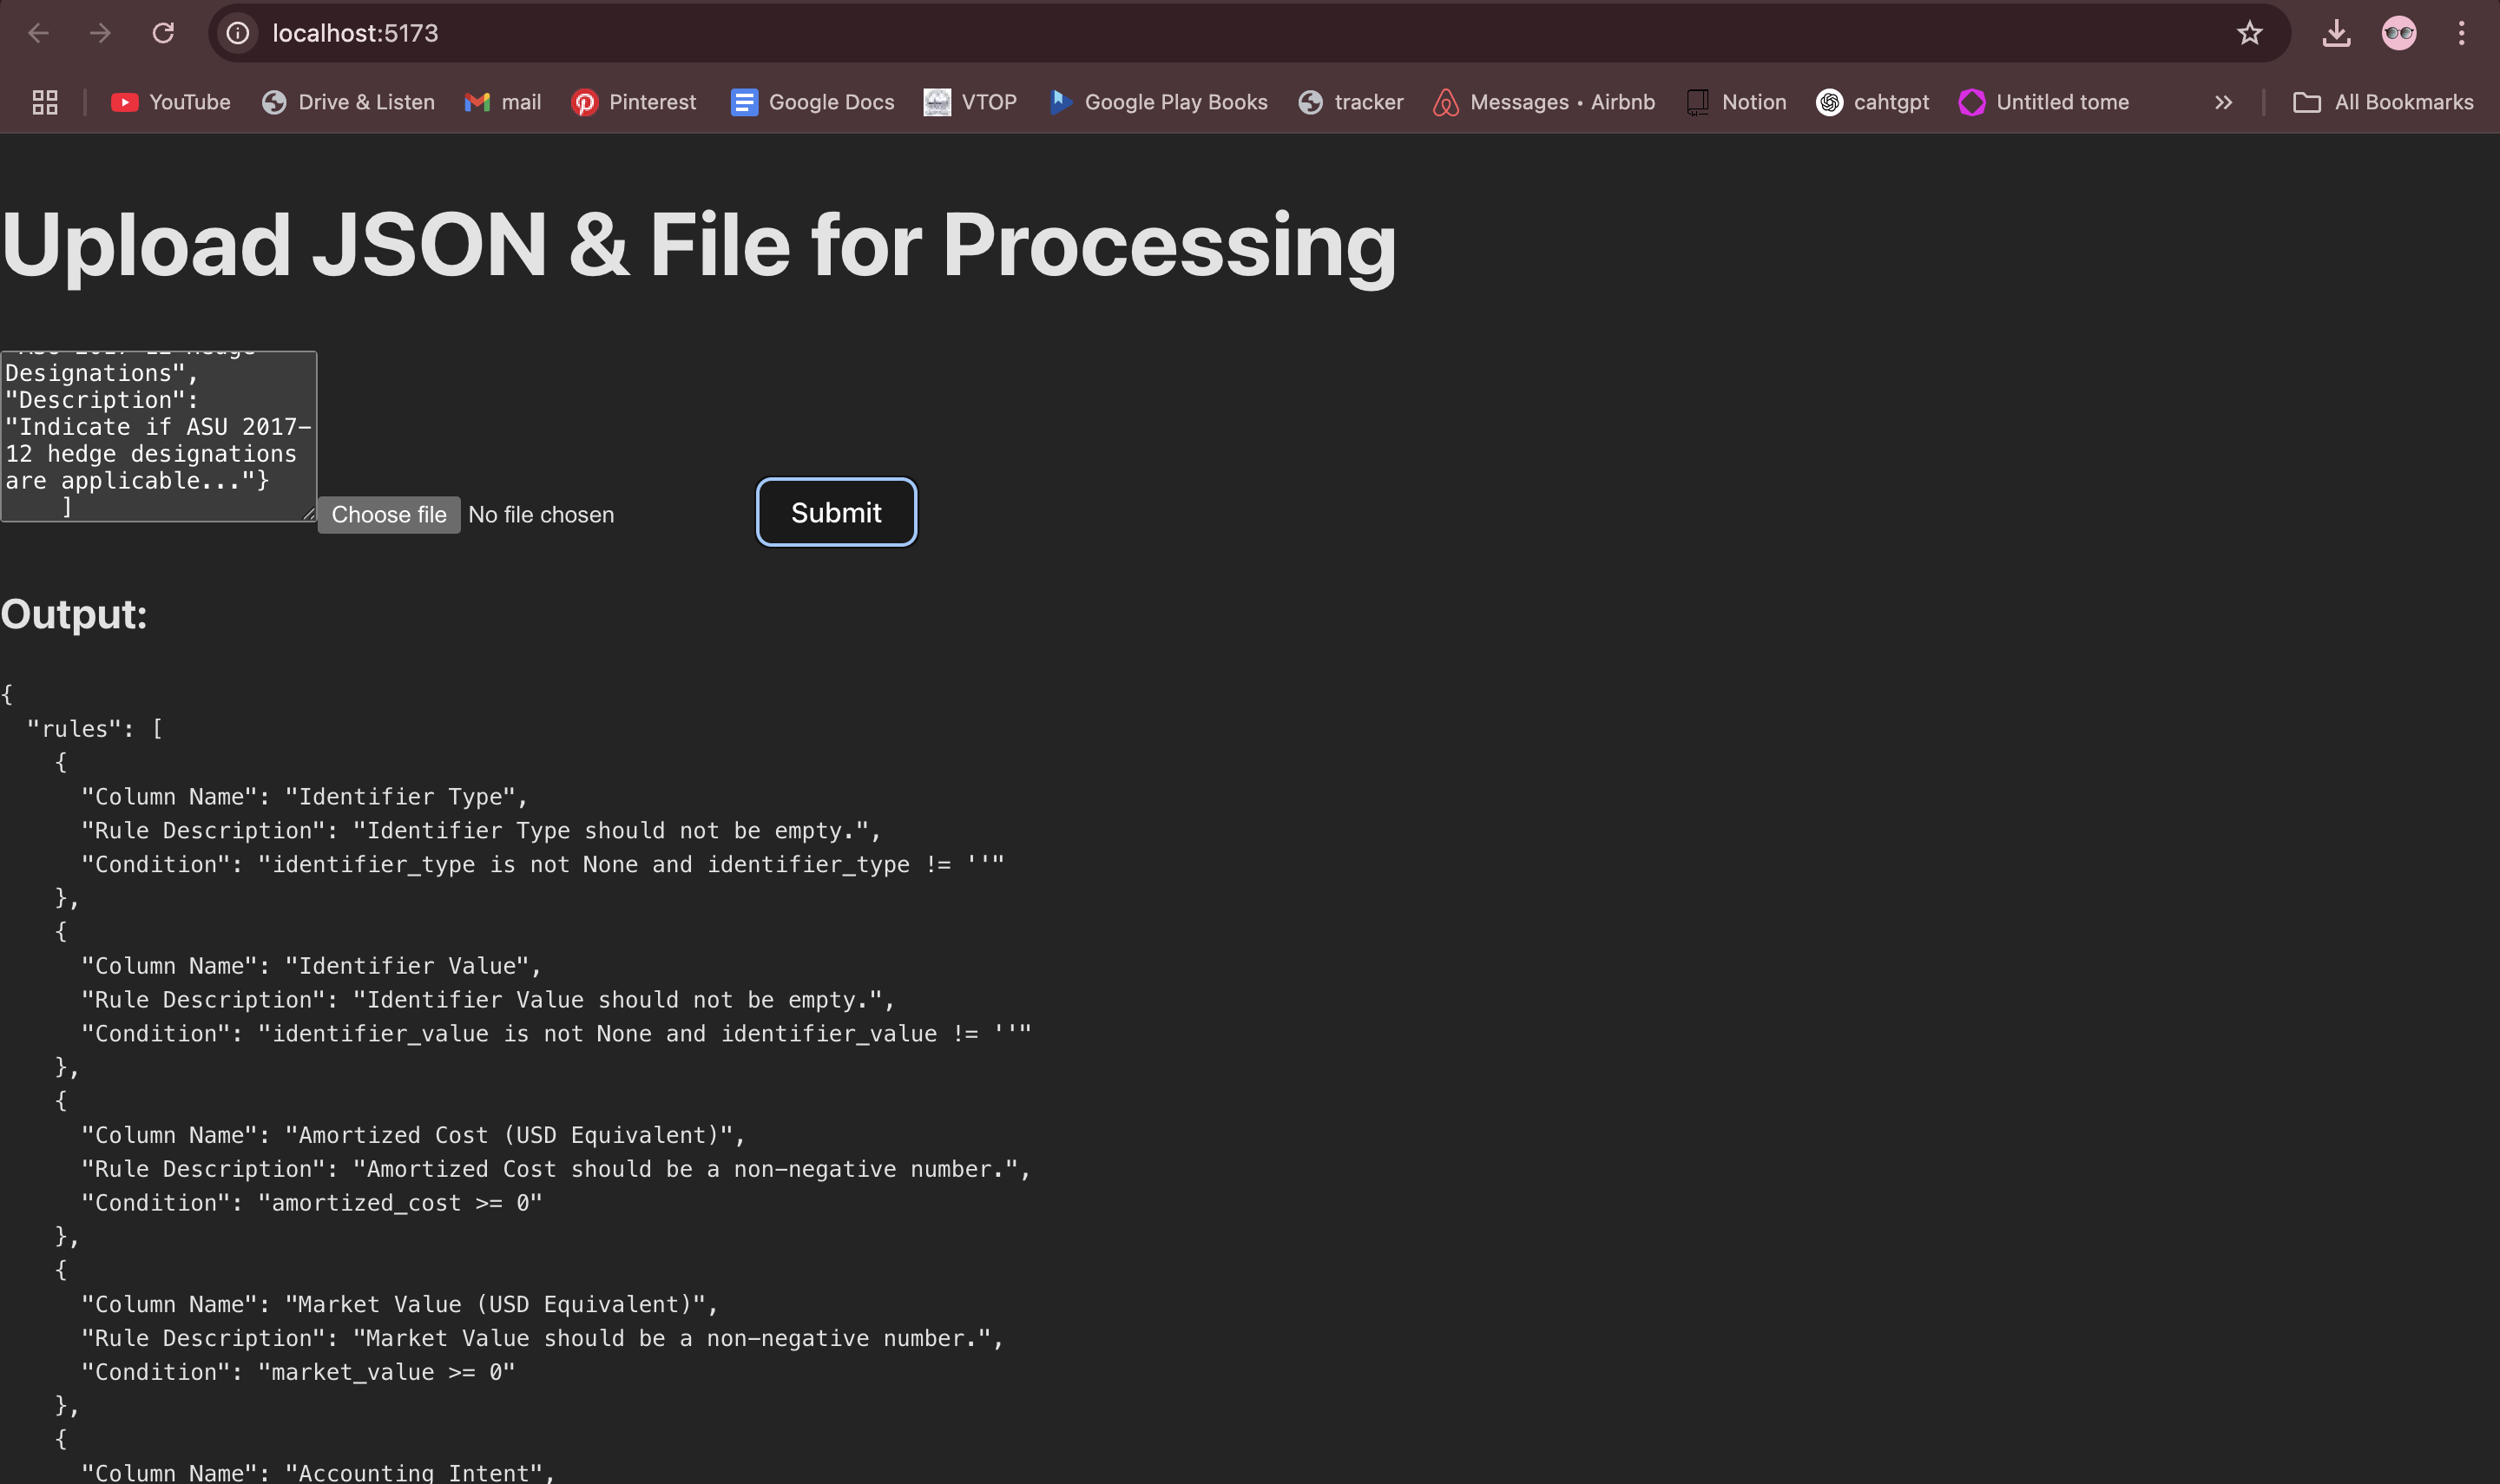 localhost:5173
YouTube Drive & Listen mail Pinterest Google Docs VTOP Google Play Books tracker Messages • Airbnb Notion cahtgpt Untitled tome » All Bookmarks
Upload JSON & File for Processing
Designations",
"Description":
"Indicate if ASU 2017-
12 hedge designations
are applicable..."}
]
Choose file No file chosen Submit
Output:
{
"rules": [
{
"Column Name": "Identifier Type",
"Rule Description": "Identifier Type should not be empty.",
"Condition": "identifier_type is not None and identifier_type != ''"
},
{
"Column Name": "Identifier Value",
"Rule Description": "Identifier Value should not be empty.",
"Condition": "identifier_value is not None and identifier_value != ''"
},
{
"Column Name": "Amortized Cost (USD Equivalent)",
"Rule Description": "Amortized Cost should be a non-negative number.",
"Condition": "amortized_cost >= 0"
},
{
"Column Name": "Market Value (USD Equivalent)",
"Rule Description": "Market Value should be a non-negative number.",
"Condition": "market_value >= 0"
},
{
"Column Name": "Accounting Intent",